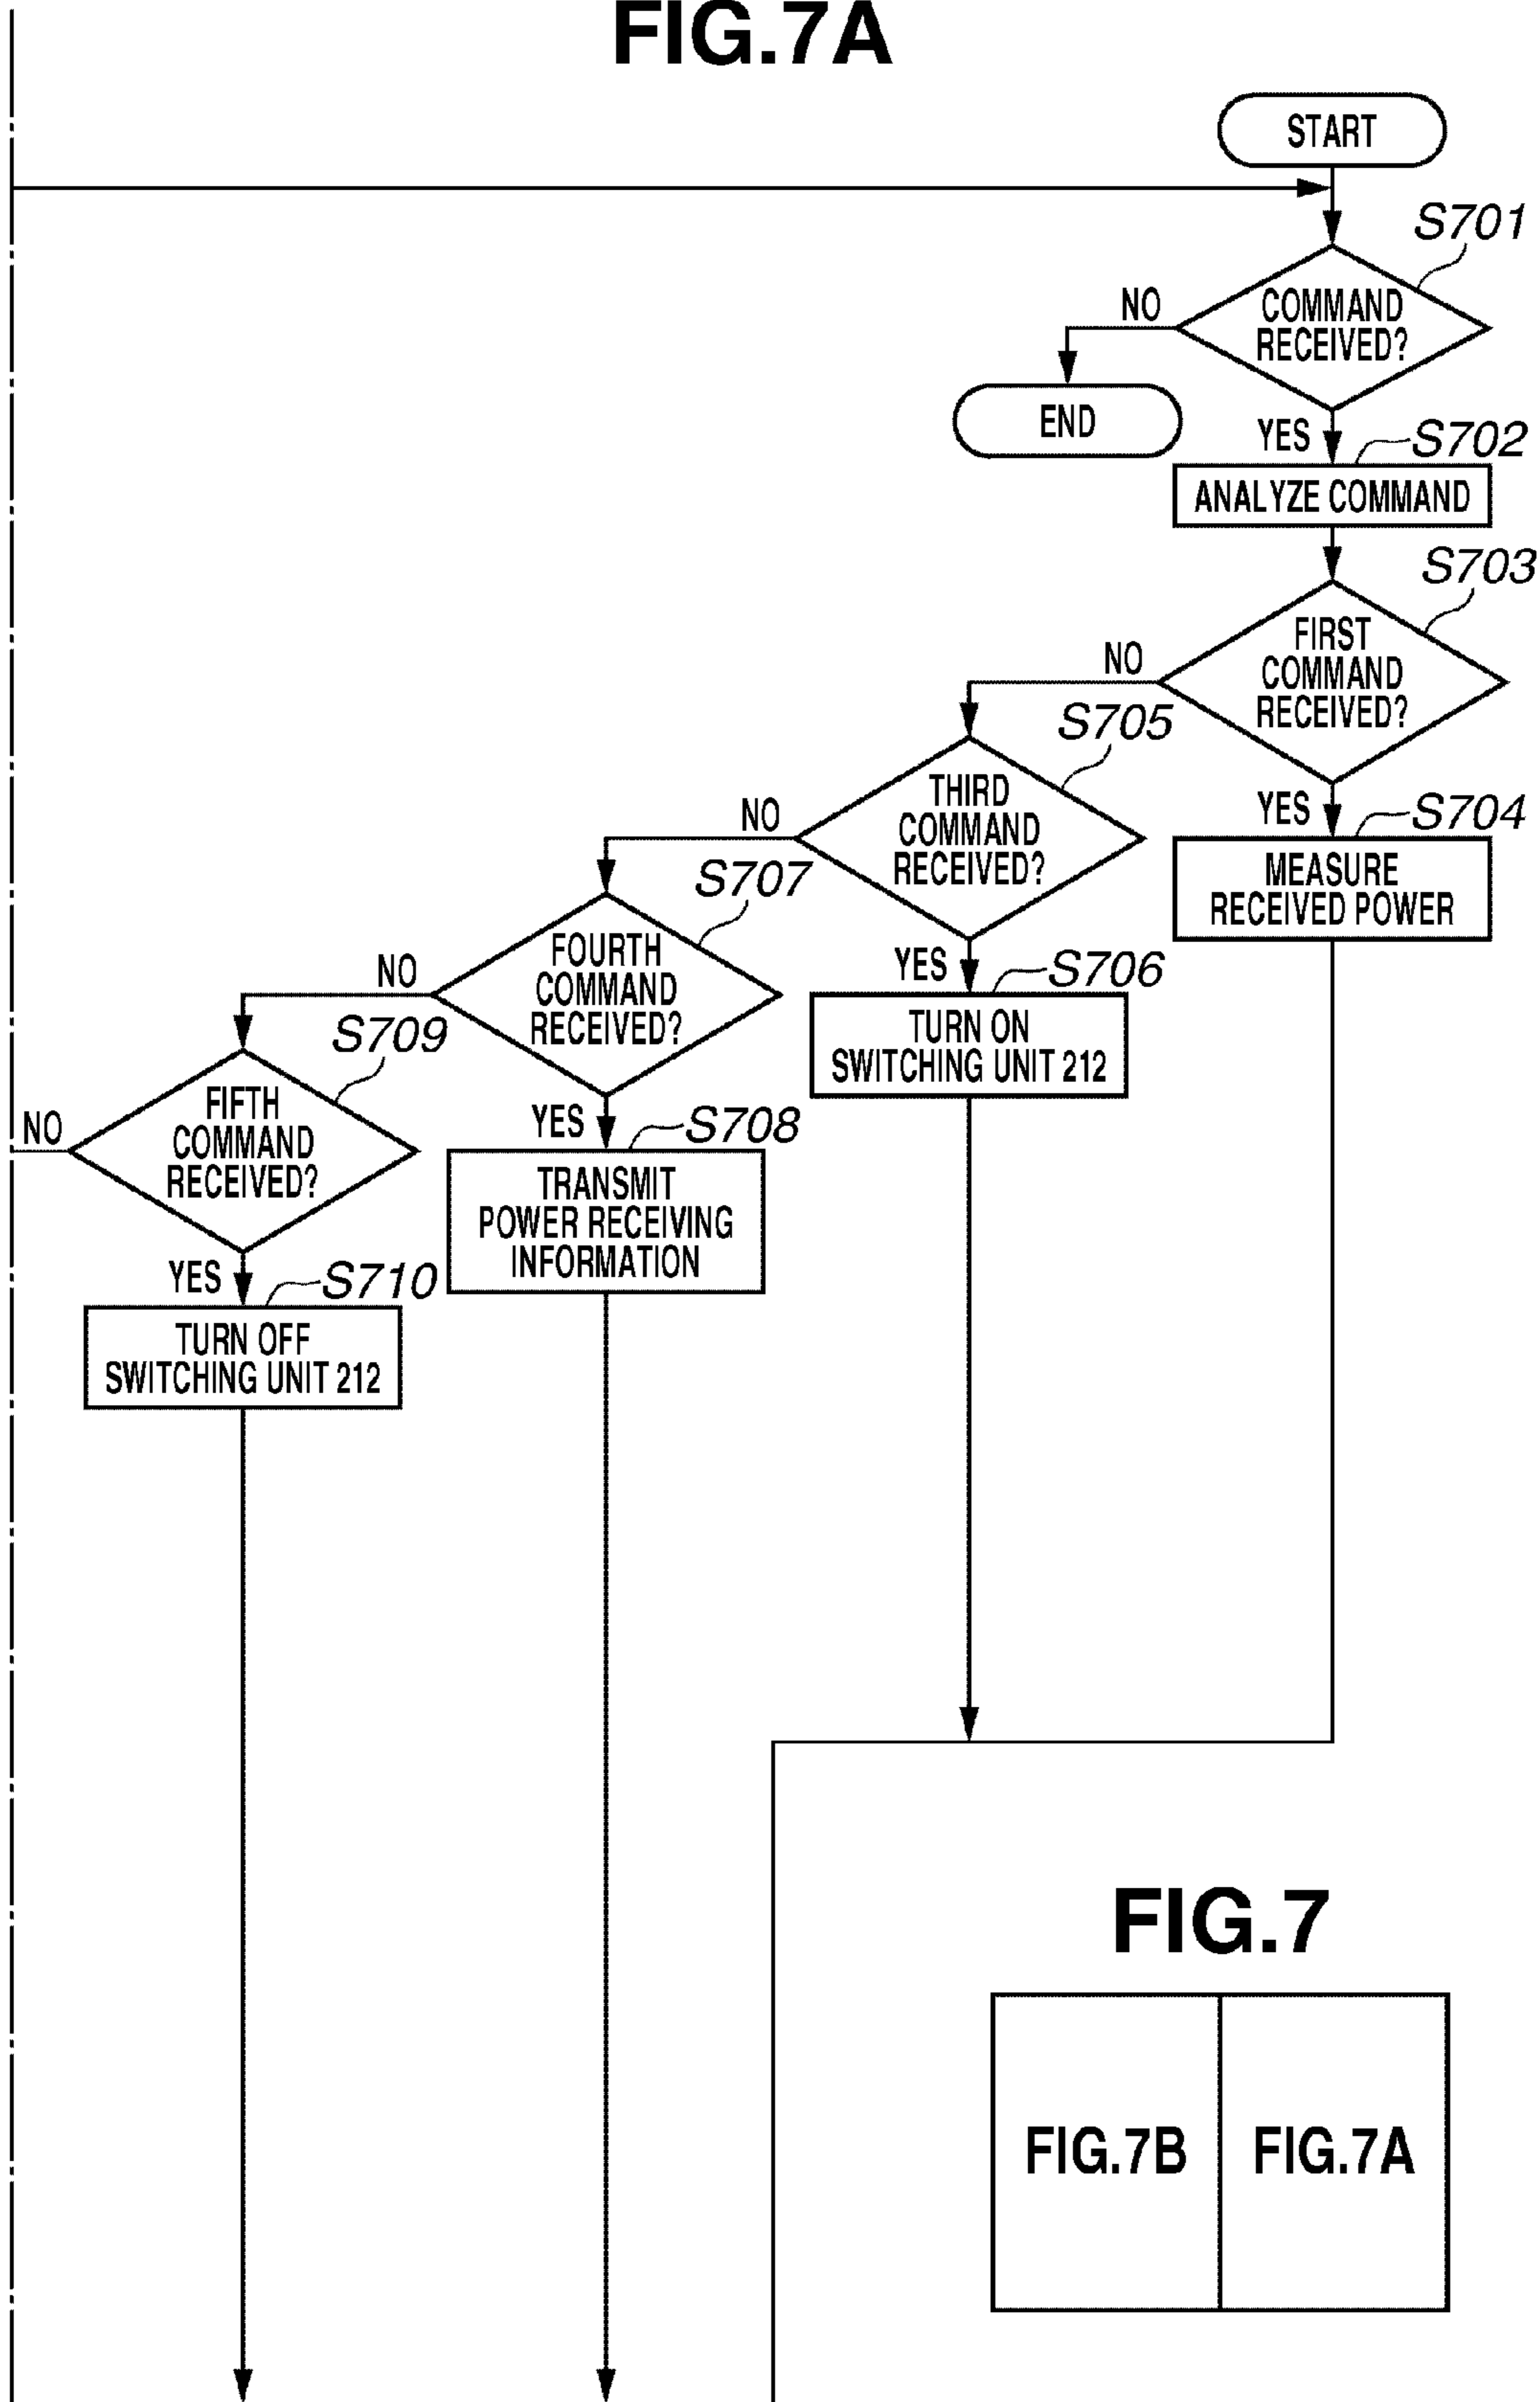 FIG.7A
START
S701
COMMAND
RECEIVED?
NO
END
YES
S702
ANALYZE COMMAND
S703
FIRST
COMMAND
RECEIVED?
NO
YES
S704
MEASURE
RECEIVED POWER
S705
THIRD
COMMAND
RECEIVED?
NO
YES
S706
TURN ON
SWITCHING UNIT 212
S707
FOURTH
COMMAND
RECEIVED?
NO
YES
S708
TRANSMIT
POWER RECEIVING
INFORMATION
S709
FIFTH
COMMAND
RECEIVED?
NO
YES
S710
TURN OFF
SWITCHING UNIT 212
FIG.7
FIG.7B
FIG.7A